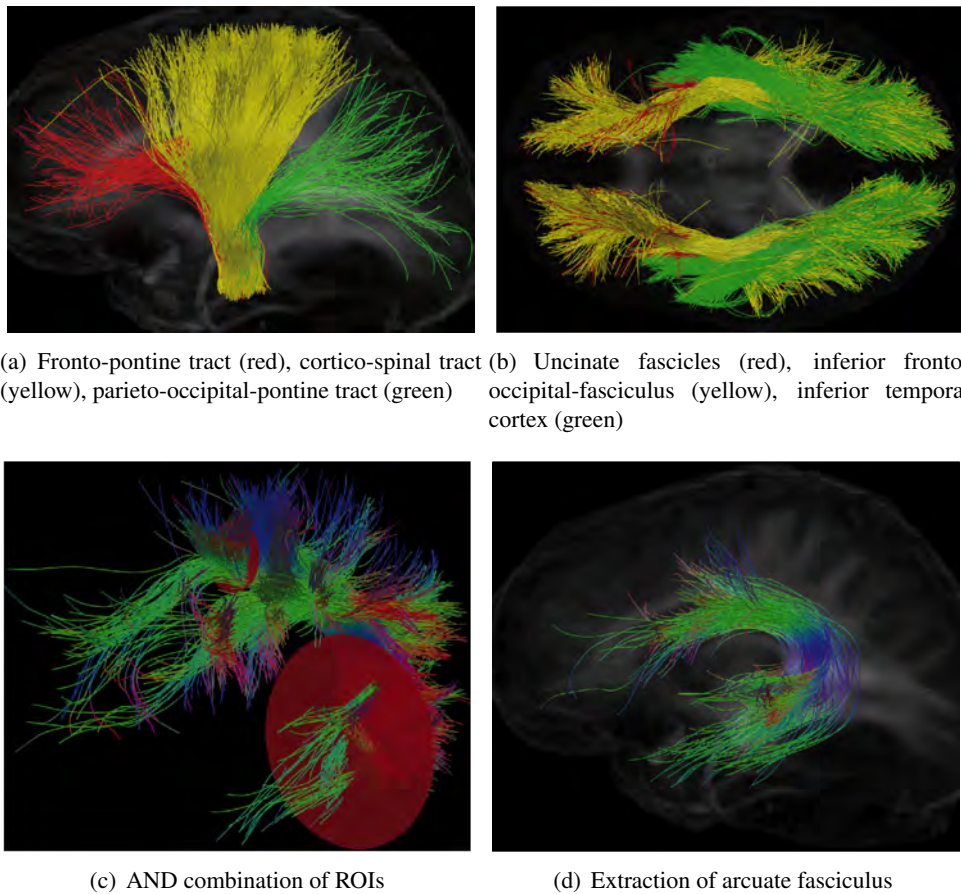 (a) Fronto-pontine tract (red), cortico-spinal tract
(yellow), parieto-occipital-pontine tract (green)
(b) Uncinate fascicles (red), inferior fronto
occipital-fasciculus (yellow), inferior tempora
cortex (green)
(c) AND combination of ROIs
(d) Extraction of arcuate fasciculus